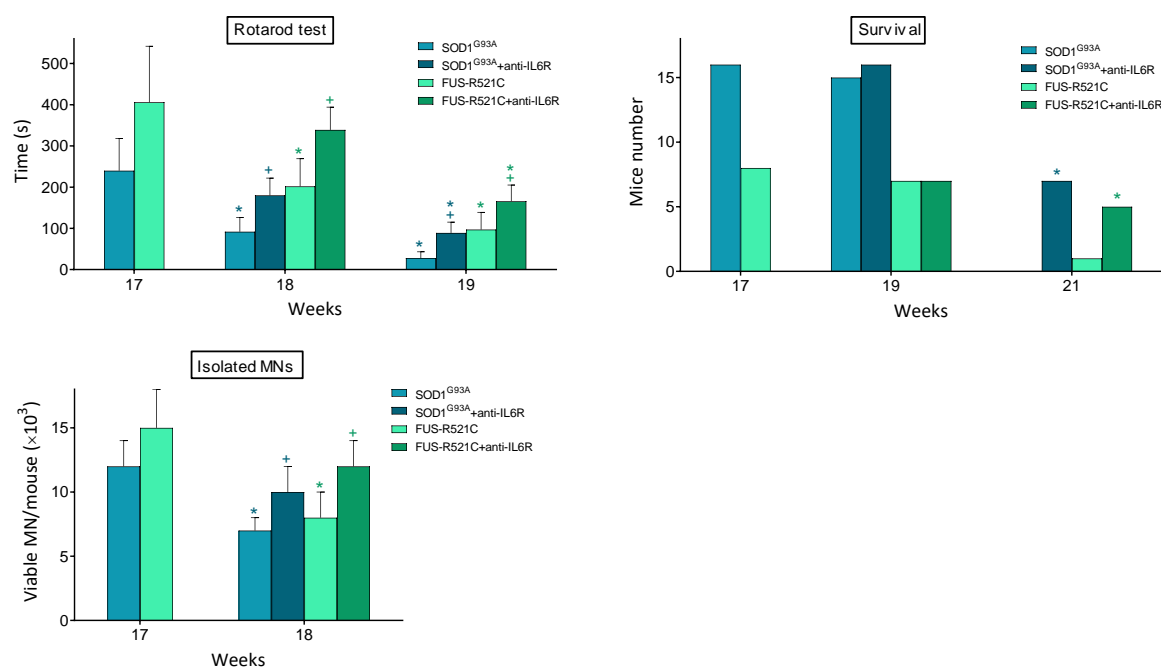 Rotarod test
SOD1G93A
SOD1G93A+anti-IL6R
FUS-R521C
FUS-R521C+anti-IL6R
Time (s)
500
400
300
200
100
0
* + * + * * + * * +
17 18 19
Weeks
Survival
SOD1G93A
SOD1G93A+anti-IL6R
FUS-R521C
FUS-R521C+anti-IL6R
Mice number
15
10
5
0
* *
17 19 21
Weeks
Isolated MNs
SOD1G93A
SOD1G93A+anti-IL6R
FUS-R521C
FUS-R521C+anti-IL6R
Viable MN/mouse (×10³)
15
10
5
0
* + * +
17 18
Weeks